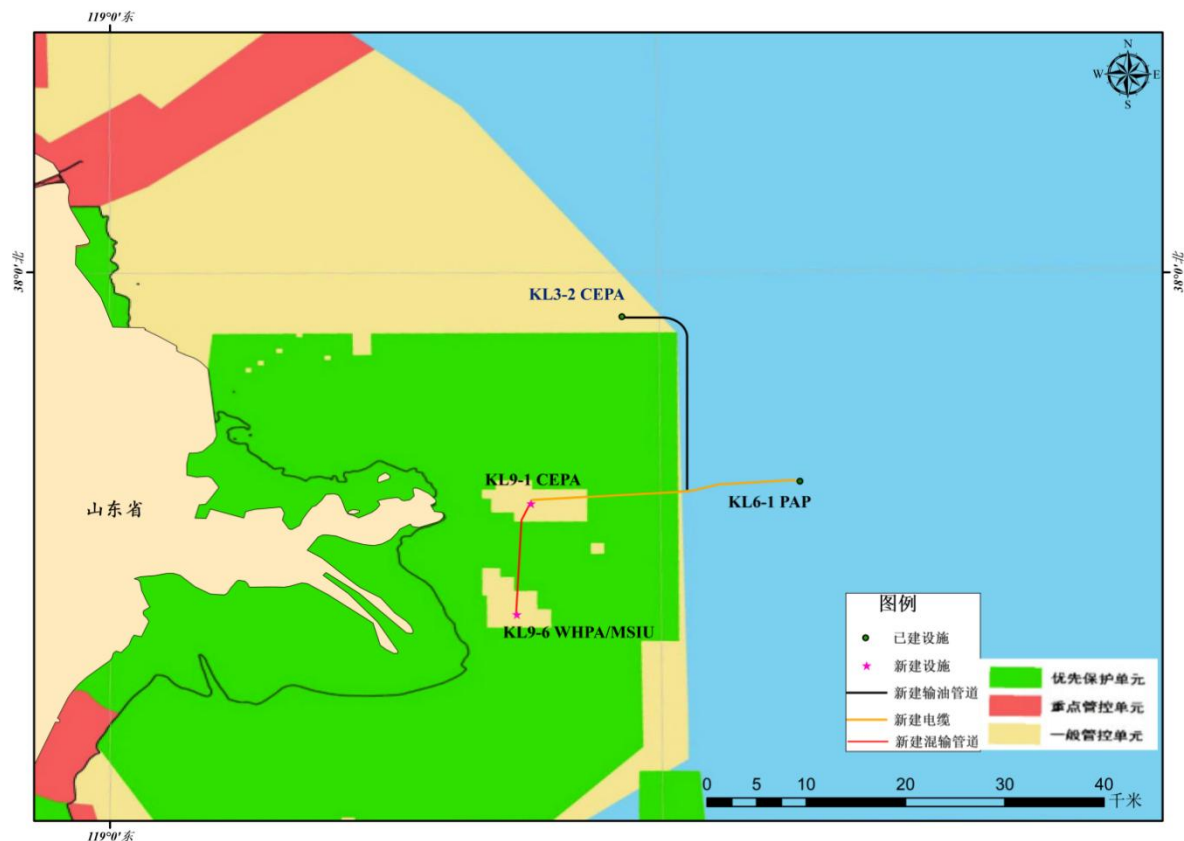 119°0'东
N
W
E
S
38°0'北
38°0'北
KL3-2 CEPA
KL9-1 CEPA
KL6-1 PAP
山东省
KL9-6 WHPA/MSIU
图例
已建设施
新建设施
新建输油管道
新建电缆
新建混输管道
优先保护单元
重点管控单元
一般管控单元
0 5 10 20 30 40
千米
119°0'东